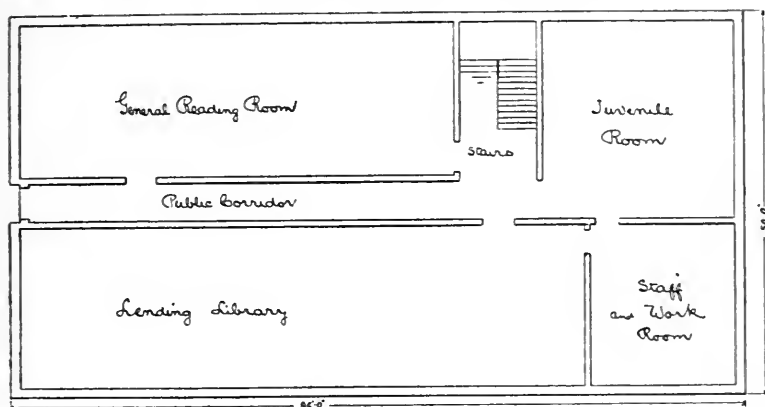 General Reading Room
Juvenile
Room
Stairs
Public Corridor
Lending Library
Staff
and Work
Room